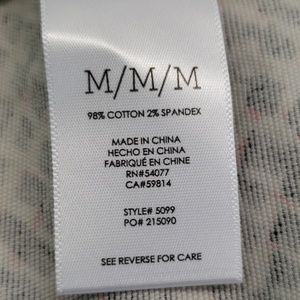 M/M/M
98% COTTON 2% SPANDEX
MADE IN CHINA
HECHO EN CHINA
FABRIQUÉ EN CHINE
RN#54077
CA#59814
STYLE# 5099
PO# 215090
SEE REVERSE FOR CARE